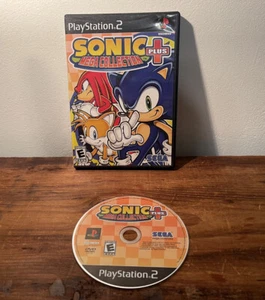 PlayStation 2
SONIC
MEGA COLLECTION
PLUS
E
SEGA
SONIC
MEGA COLLECTION
PLUS
E
SEGA
PlayStation 2